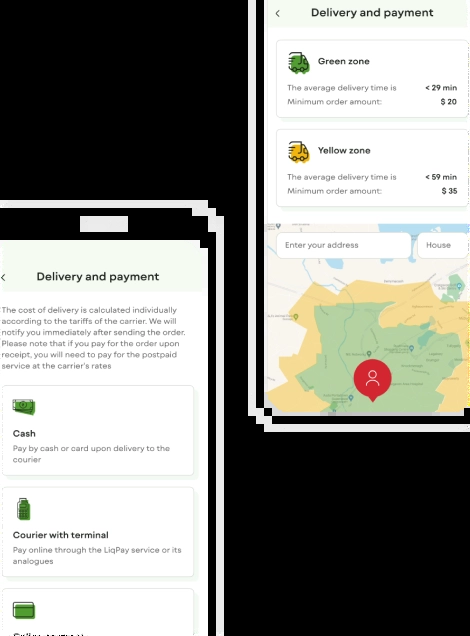 Delivery and payment
Green zone
The average delivery time is < 29 min
Minimum order amount: $ 20
Yellow zone
The average delivery time is < 59 min
Minimum order amount: $ 35
Enter your address House
Delivery and payment
The cost of delivery is calculated individually
according to the tariffs of the carrier. We will
notify you immediately after sending the order.
Please note that if you pay for the order upon
receipt, you will need to pay for the postpaid
service at the carrier's rates
Cash
Pay by cash or card upon delivery to the
courier
Courier with terminal
Pay online through the LiqPay service or its
analogues